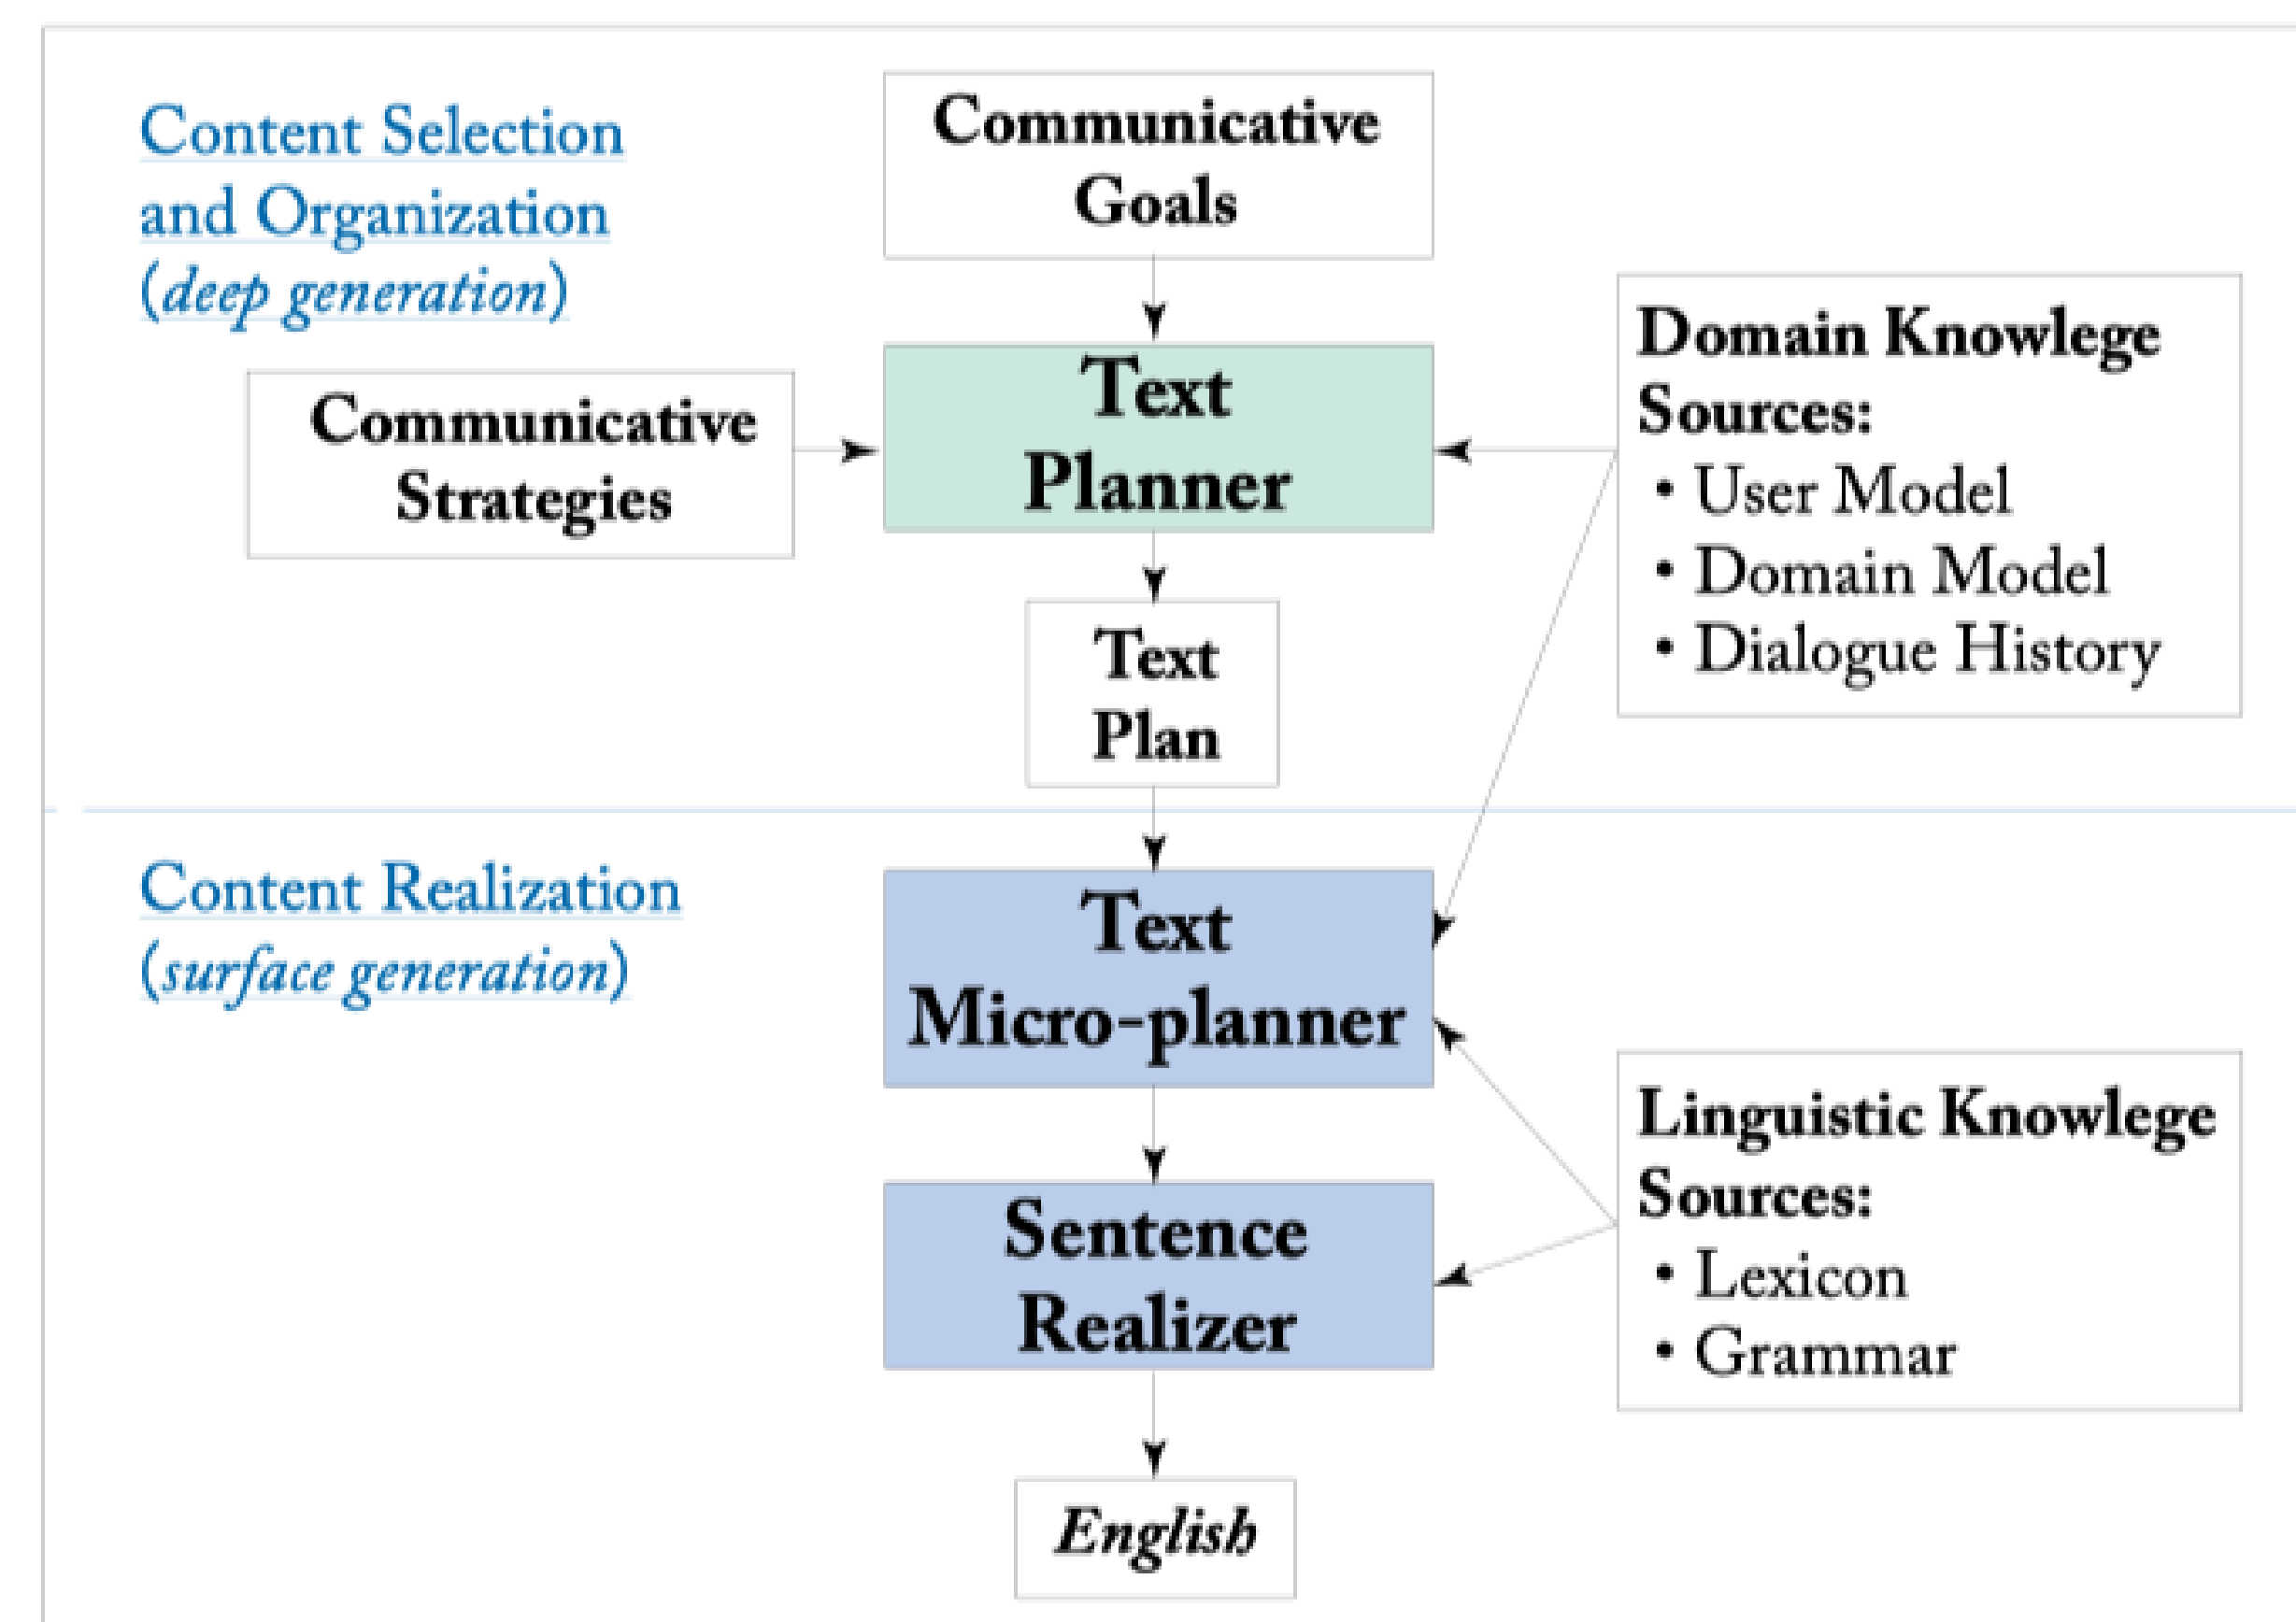 Content Selection
and Organization
(deep generation)
Communicative
Goals
Communicative
Strategies
Text
Planner
Domain Knowlege
Sources:
• User Model
• Domain Model
• Dialogue History
Text
Plan
Content Realization
(surface generation)
Text
Micro-planner
Linguistic Knowlege
Sources:
• Lexicon
• Grammar
Sentence
Realizer
English